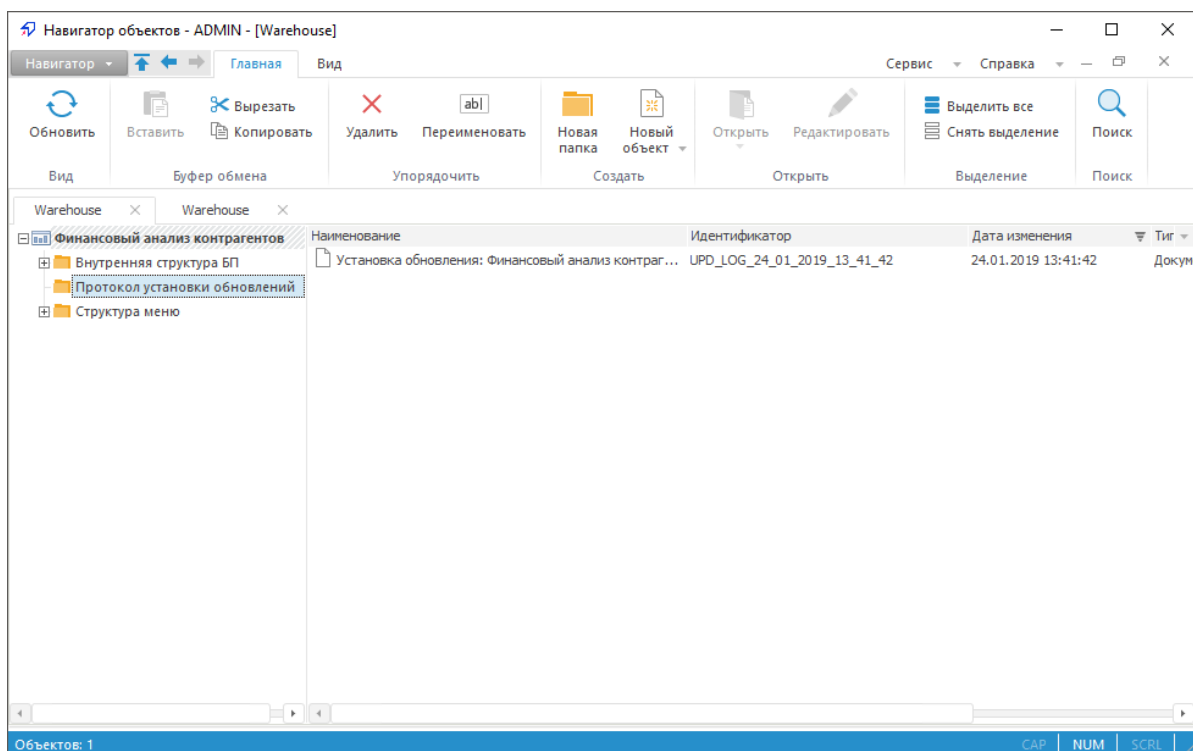 Навигатор объектов - ADMIN - [Warehouse]
Навигатор Главная Вид Сервис Справка
Обновить Вставить Вырезать Копировать Удалить ab| Переименовать Новая папка Новый объект Открыть Редактировать Выделить все Снять выделение Поиск
Вид Буфер обмена Упорядочить Создать Открыть Выделение Поиск
Warehouse Warehouse
Финансовый анализ контрагентов Наименование Идентификатор Дата изменения Тип
Внутренняя структура БП Установка обновления: Финансовый анализ контраг... UPD_LOG_24_01_2019_13_41_42 24.01.2019 13:41:42 Докум
Протокол установки обновлений
Структура меню
Объектов: 1 CAP NUM SCRL